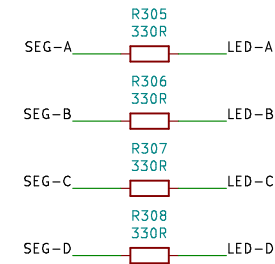 R305
330R
SEG-A LED-A
R306
330R
SEG-B LED-B
R307
330R
SEG-C LED-C
R308
330R
SEG-D LED-D